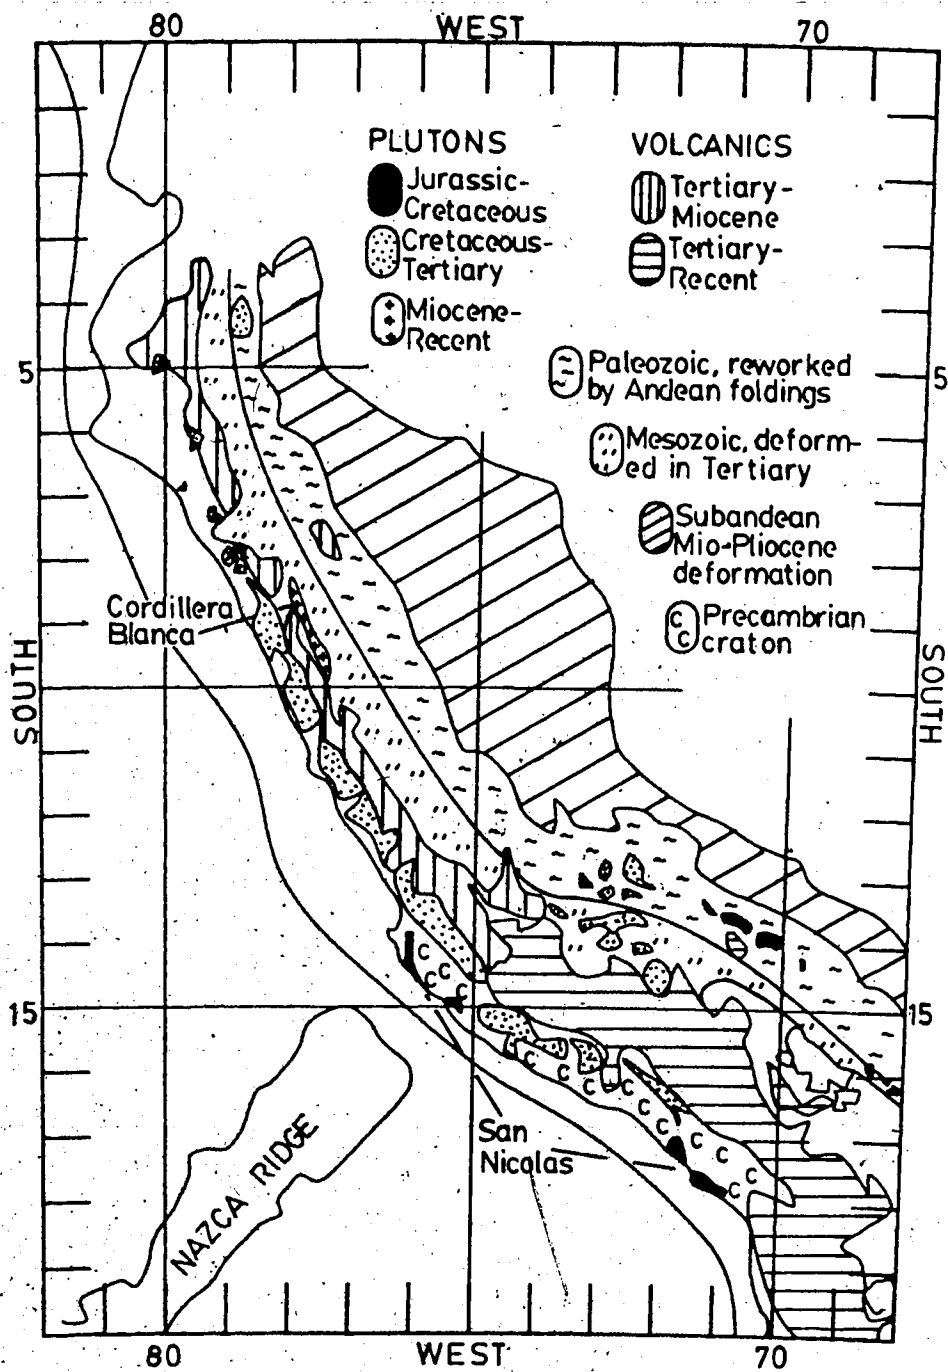 80 WEST 70
PLUTONS
Jurassic-
Cretaceous
Cretaceous-
Tertiary
Miocene-
Recent
VOLCANICS
Tertiary-
Miocene
Tertiary-
Recent
5
5
Paleozoic, reworked
by Andean foldings
Mesozoic, deform-
ed in Tertiary
Subandean
Mio-Pliocene
deformation
C Precambrian
C craton
Cordillera
Blanca
SOUTH
SOUTH
C
C C
C C
15
15
C
C
C C
C
C
C
C
C
C C
San
Nicolas
NAZCA RIDGE
80 WEST 70